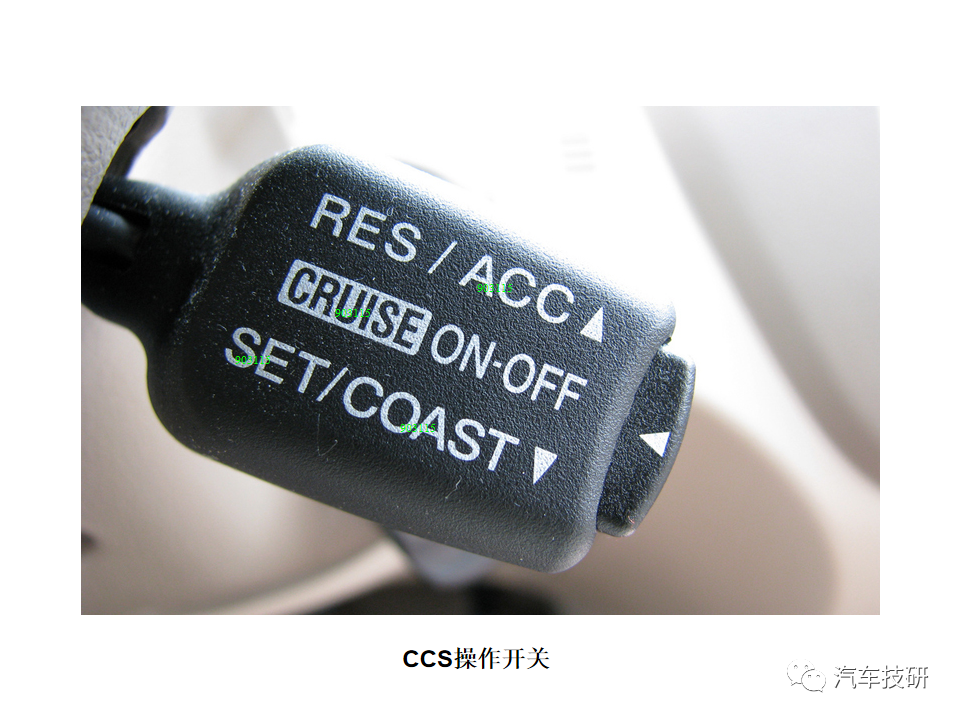 RES / ACC▲
CRUISE ON-OFF
SET/COAST▼
◀
CCS操作开关
汽车技研